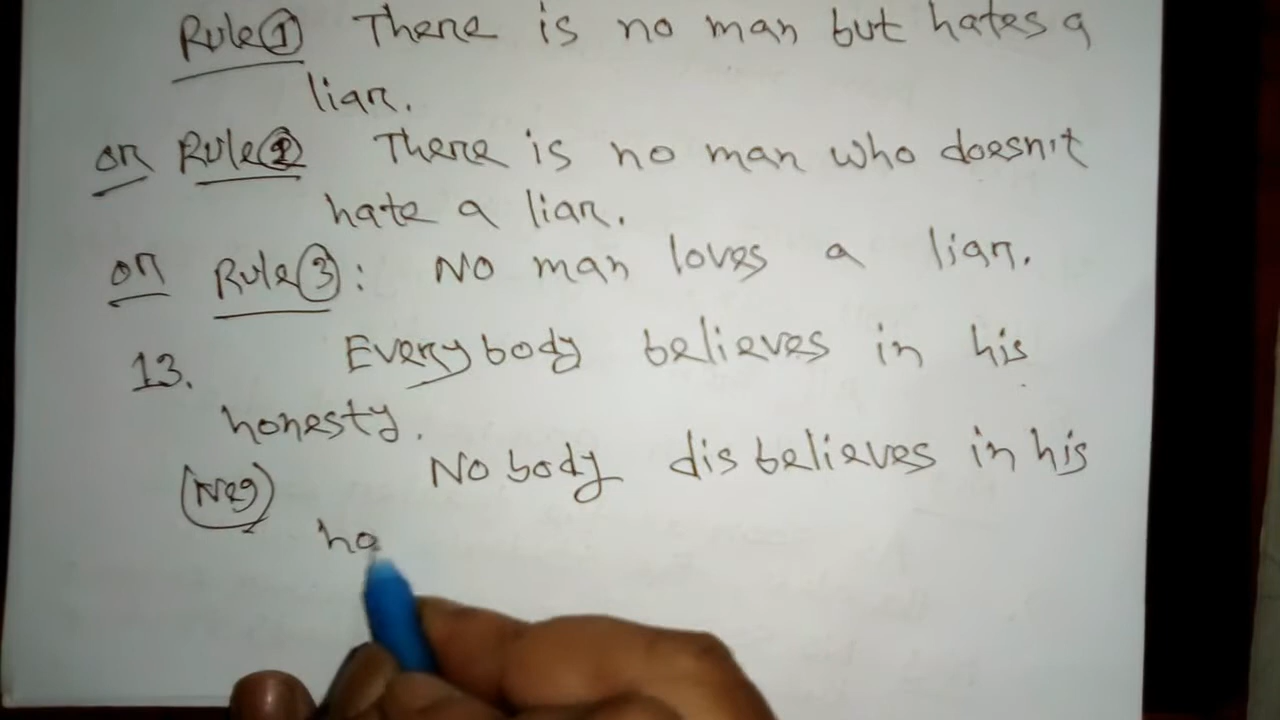 Rule① There is no man but hates a
liar.
or Rule② There is no man who doesn't
hate a liar.
or Rule③: No man loves a liar.
13. Everybody believes in his
honesty.
(Neg) Nobody disbelieves in his
ho